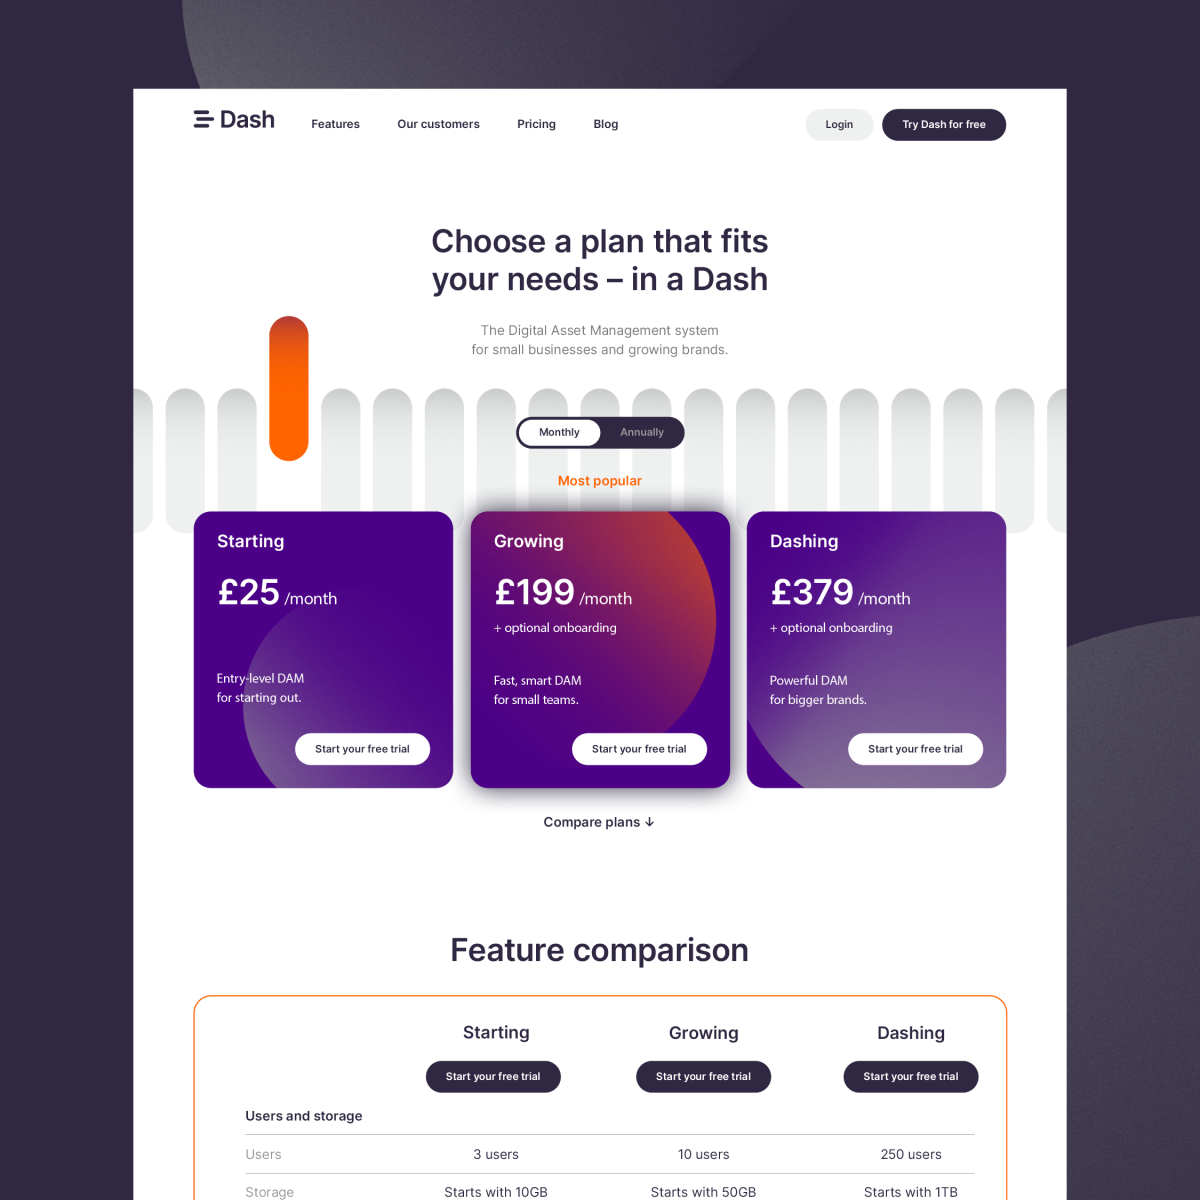 Dash
Features
Our customers
Pricing
Blog
Login
Try Dash for free
Choose a plan that fits
your needs – in a Dash
The Digital Asset Management system
for small businesses and growing brands.
Monthly
Annually
Most popular
Starting
£25 /month
Entry-level DAM
for starting out.
Start your free trial
Growing
£199 /month
+ optional onboarding
Fast, smart DAM
for small teams.
Start your free trial
Dashing
£379 /month
+ optional onboarding
Powerful DAM
for bigger brands.
Start your free trial
Compare plans ↓
Feature comparison
Starting
Growing
Dashing
Start your free trial
Start your free trial
Start your free trial
Users and storage
Users
3 users
10 users
250 users
Storage
Starts with 10GB
Starts with 50GB
Starts with 1TB